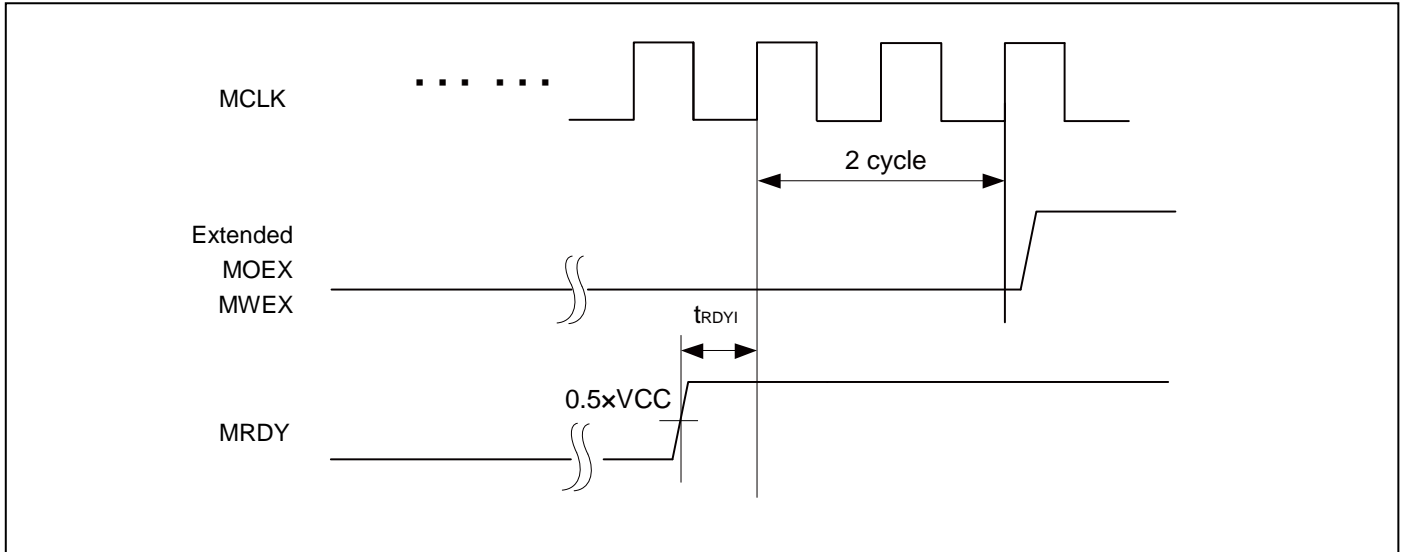 MCLK
... ...
2 cycle
Extended
MOEX
MWEX
tRDYI
0.5×VCC
MRDY